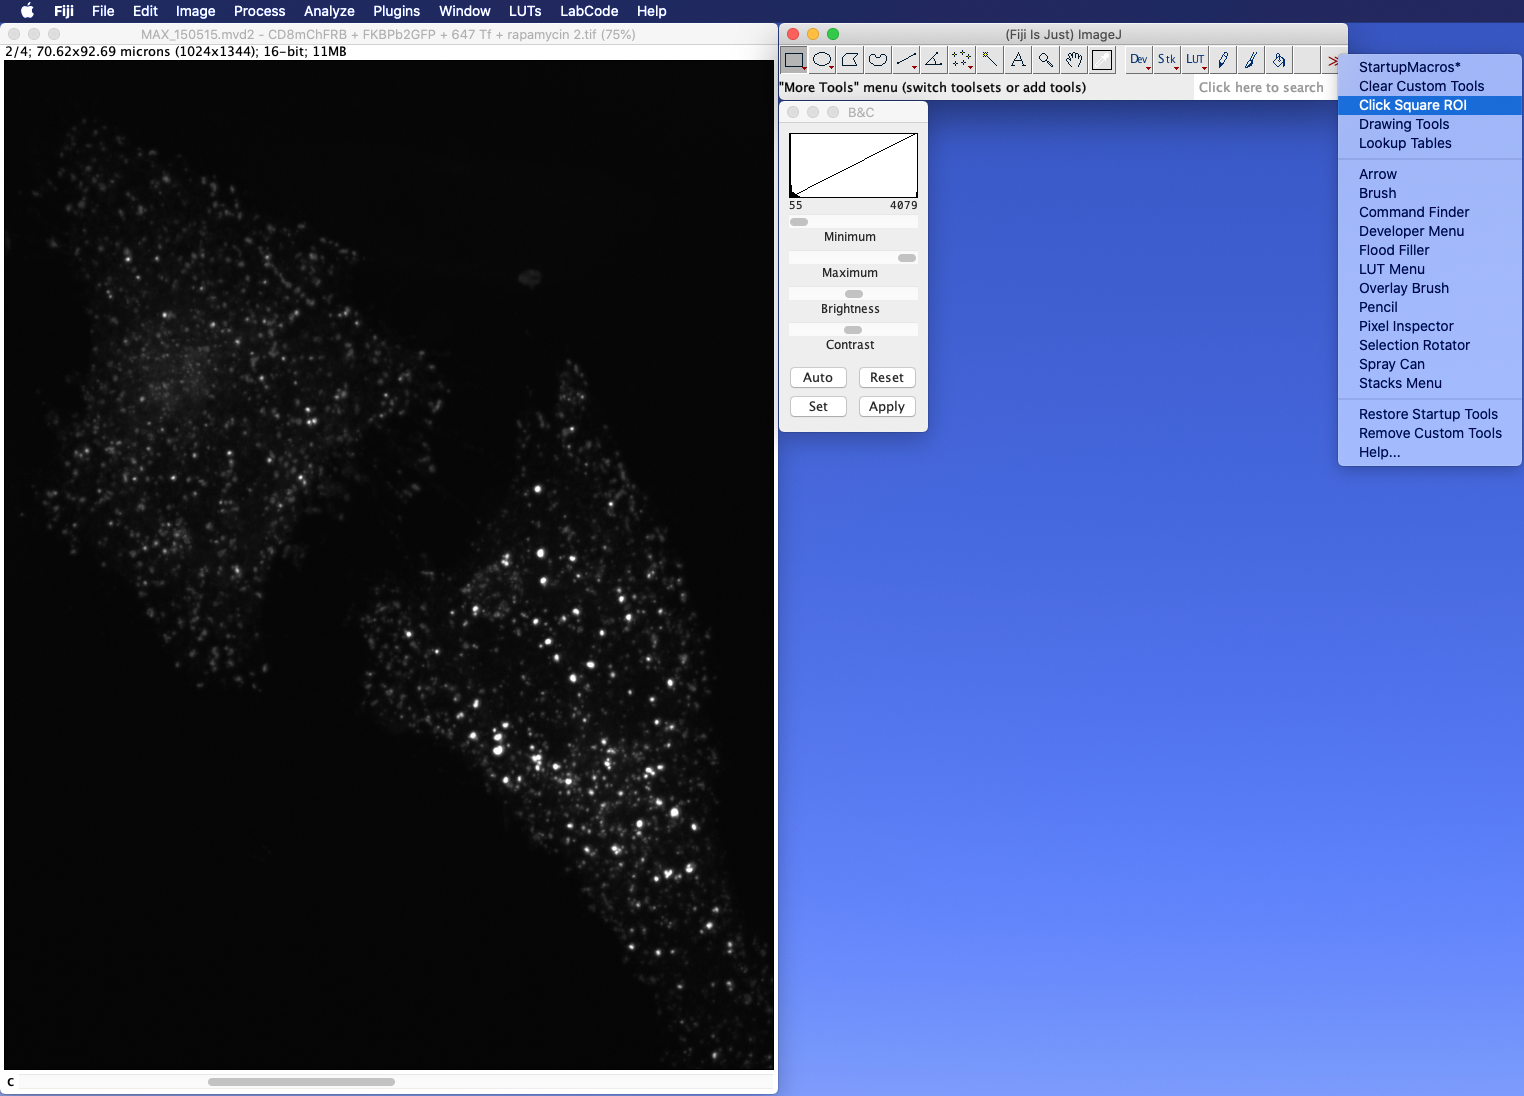 Fiji File Edit Image Process Analyze Plugins Window LUTs LabCode Help
MAX_150515.mvd2 - CD8mChFRB + FKBPb2GFP + 647 Tf + rapamycin 2.tif (75%)
2/4; 70.62x92.69 microns (1024x1344); 16-bit; 11MB
C
(Fiji Is Just) ImageJ
A Dev Stk LUT
"More Tools" menu (switch toolsets or add tools) Click here to search
B&C
55 4079
Minimum
Maximum
Brightness
Contrast
Auto Reset
Set Apply
StartupMacros*
Clear Custom Tools
Click Square ROI
Drawing Tools
Lookup Tables
Arrow
Brush
Command Finder
Developer Menu
Flood Filler
LUT Menu
Overlay Brush
Pencil
Pixel Inspector
Selection Rotator
Spray Can
Stacks Menu
Restore Startup Tools
Remove Custom Tools
Help...